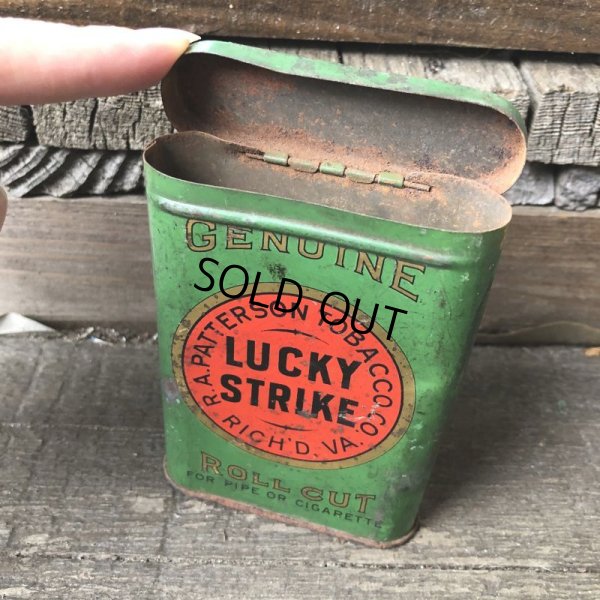 GENUINE
SOLD OUT
R.A. PATTERSON TOBACCO CO.
LUCKY
STRIKE
RICH'D. VA.
ROLL CUT
FOR PIPE OR CIGARETTE